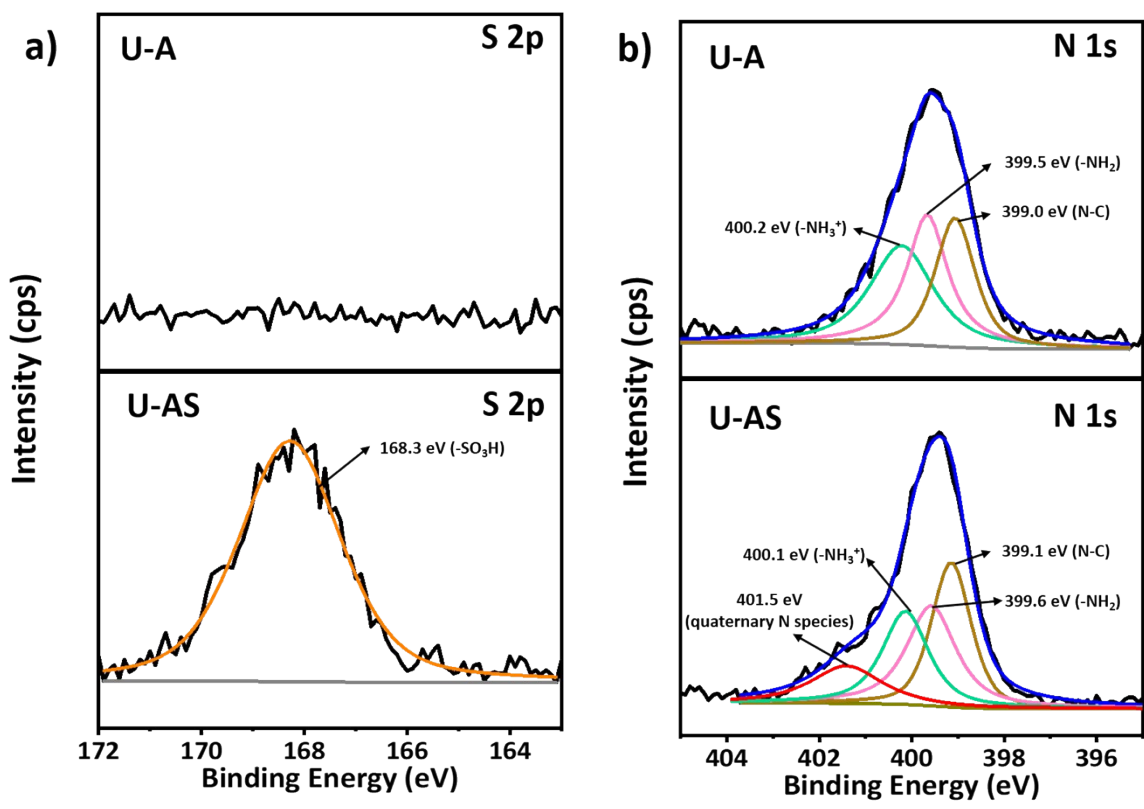 a)
U-A
S 2p
U-AS
S 2p
168.3 eV (-SO₃H)
Intensity (cps)
172
170
168
166
164
Binding Energy (eV)
b)
U-A
N 1s
399.5 eV (-NH₂)
399.0 eV (N-C)
400.2 eV (-NH₃⁺)
U-AS
N 1s
400.1 eV (-NH₃⁺)
399.1 eV (N-C)
399.6 eV (-NH₂)
401.5 eV
(quaternary N species)
Intensity (cps)
404
402
400
398
396
Binding Energy (eV)